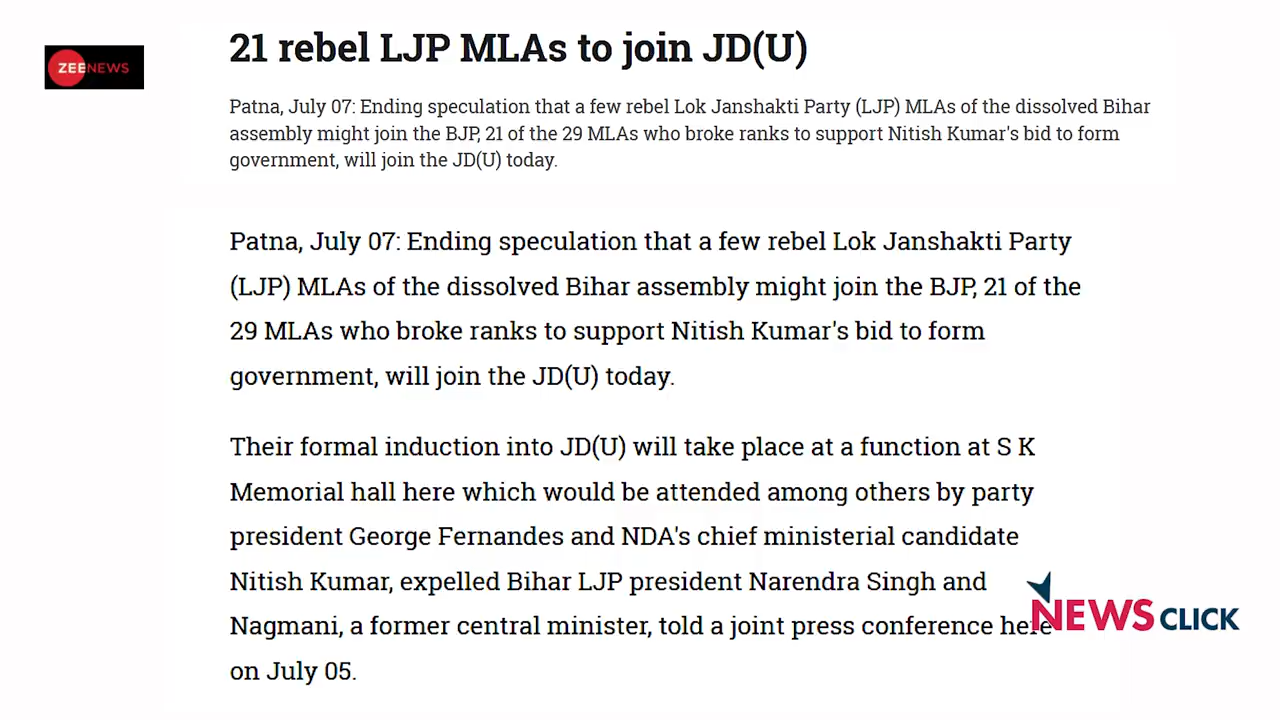 21 rebel LJP MLAs to join JD(U)
ZEENEWS
Patna, July 07: Ending speculation that a few rebel Lok Janshakti Party (LJP) MLAs of the dissolved Bihar
assembly might join the BJP, 21 of the 29 MLAs who broke ranks to support Nitish Kumar's bid to form
government, will join the JD(U) today.
Patna, July 07: Ending speculation that a few rebel Lok Janshakti Party
(LJP) MLAs of the dissolved Bihar assembly might join the BJP, 21 of the
29 MLAs who broke ranks to support Nitish Kumar's bid to form
government, will join the JD(U) today.
Their formal induction into JD(U) will take place at a function at S K
Memorial hall here which would be attended among others by party
president George Fernandes and NDA's chief ministerial candidate
Nitish Kumar, expelled Bihar LJP president Narendra Singh and
Nagmani, a former central minister, told a joint press conference here
on July 05.
NEWSCLICK